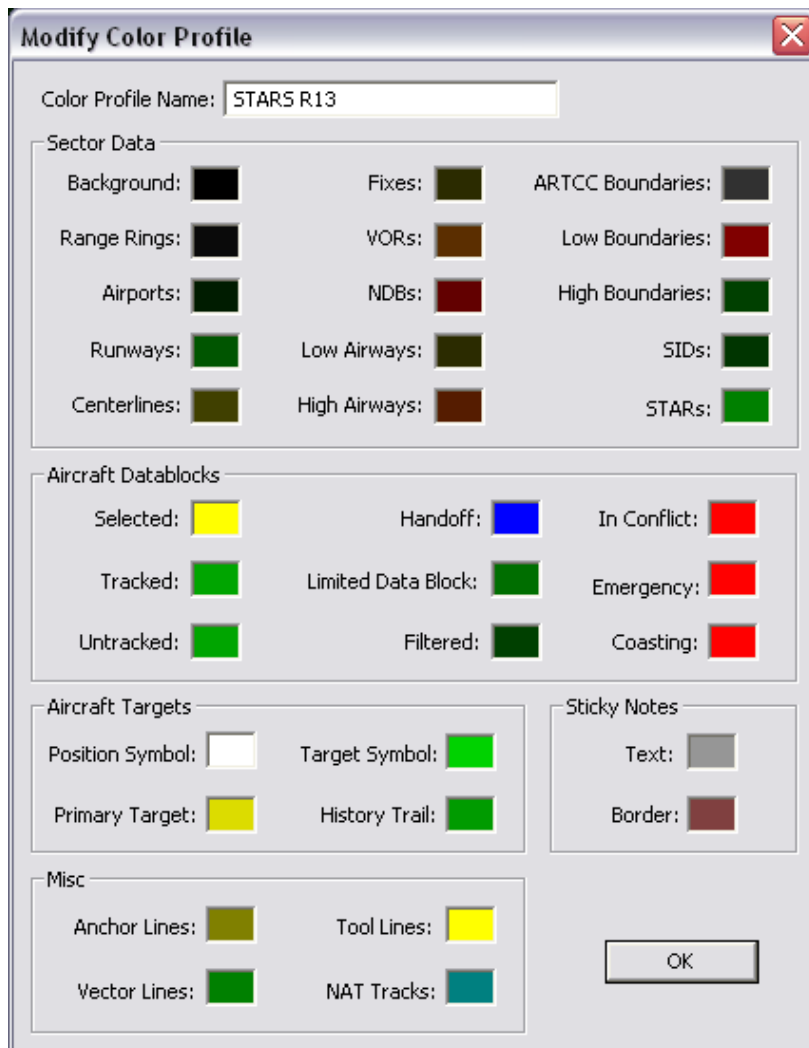 Modify Color Profile
Color Profile Name: STARS R13
Sector Data
Background: Fixes: ARTCC Boundaries:
Range Rings: VORs: Low Boundaries:
Airports: NDBs: High Boundaries:
Runways: Low Airways: SIDs:
Centerlines: High Airways: STARs:
Aircraft Datablocks
Selected: Handoff: In Conflict:
Tracked: Limited Data Block: Emergency:
Untracked: Filtered: Coasting:
Aircraft Targets Sticky Notes
Position Symbol: Target Symbol: Text:
Primary Target: History Trail: Border:
Misc
Anchor Lines: Tool Lines:
OK
Vector Lines: NAT Tracks: